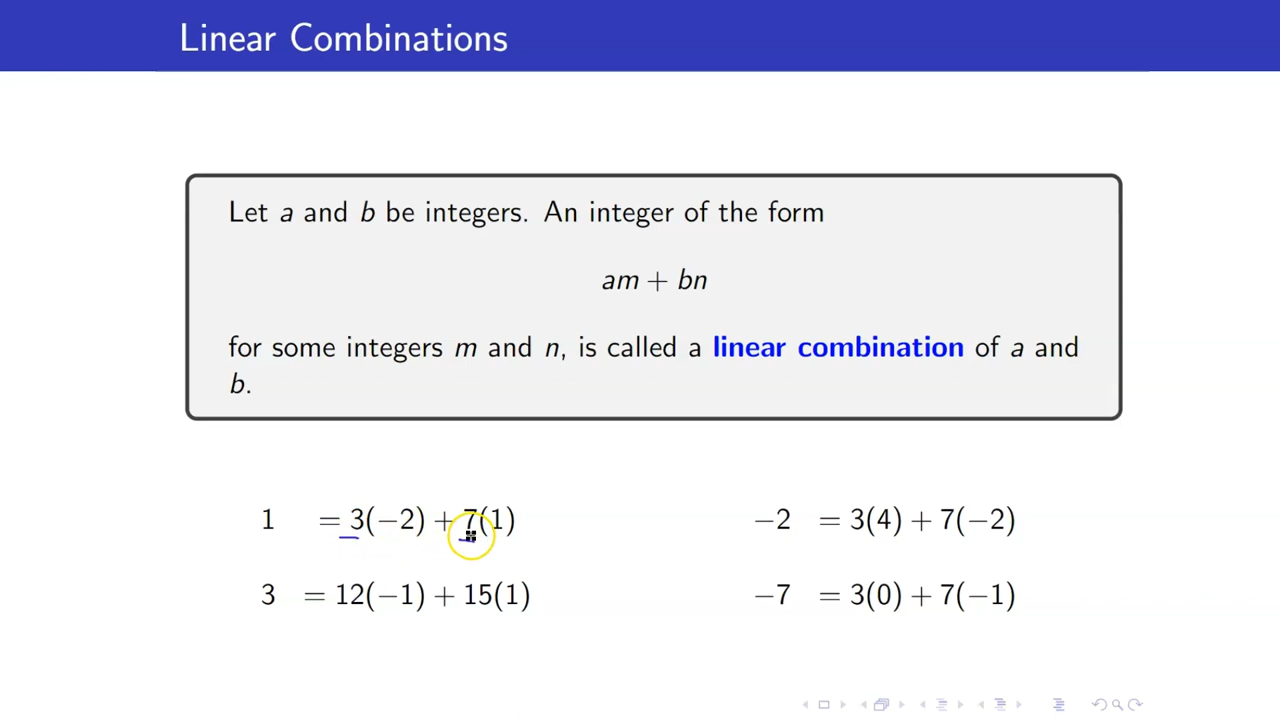 Linear Combinations
Let a and b be integers. An integer of the form
am + bn
for some integers m and n, is called a linear combination of a and
b.
1 = 3(−2) + 7(1)
−2 = 3(4) + 7(−2)
3 = 12(−1) + 15(1)
−7 = 3(0) + 7(−1)